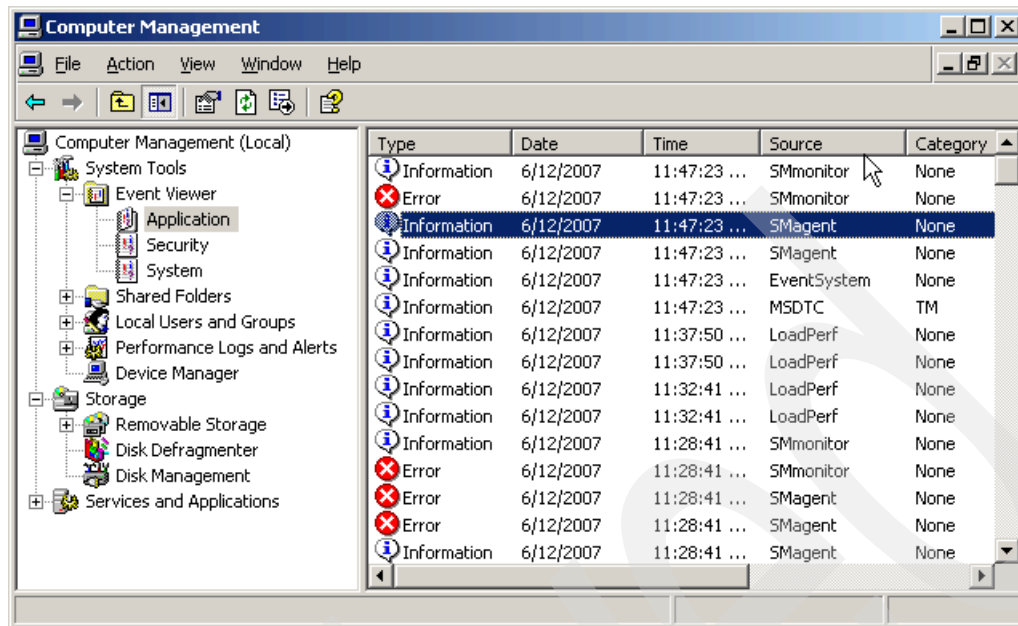 Computer Management
File Action View Window Help
Computer Management (Local)
System Tools
Event Viewer
Application
Security
System
Shared Folders
Local Users and Groups
Performance Logs and Alerts
Device Manager
Storage
Removable Storage
Disk Defragmenter
Disk Management
Services and Applications
Type Date Time Source Category
Information 6/12/2007 11:47:23 ... SMmonitor None
Error 6/12/2007 11:47:23 ... SMmonitor None
Information 6/12/2007 11:47:23 ... SMagent None
Information 6/12/2007 11:47:23 ... SMagent None
Information 6/12/2007 11:47:23 ... EventSystem None
Information 6/12/2007 11:47:23 ... MSDTC TM
Information 6/12/2007 11:37:50 ... LoadPerf None
Information 6/12/2007 11:37:50 ... LoadPerf None
Information 6/12/2007 11:32:41 ... LoadPerf None
Information 6/12/2007 11:32:41 ... LoadPerf None
Information 6/12/2007 11:28:41 ... SMmonitor None
Error 6/12/2007 11:28:41 ... SMmonitor None
Error 6/12/2007 11:28:41 ... SMagent None
Error 6/12/2007 11:28:41 ... SMagent None
Information 6/12/2007 11:28:41 ... SMagent None